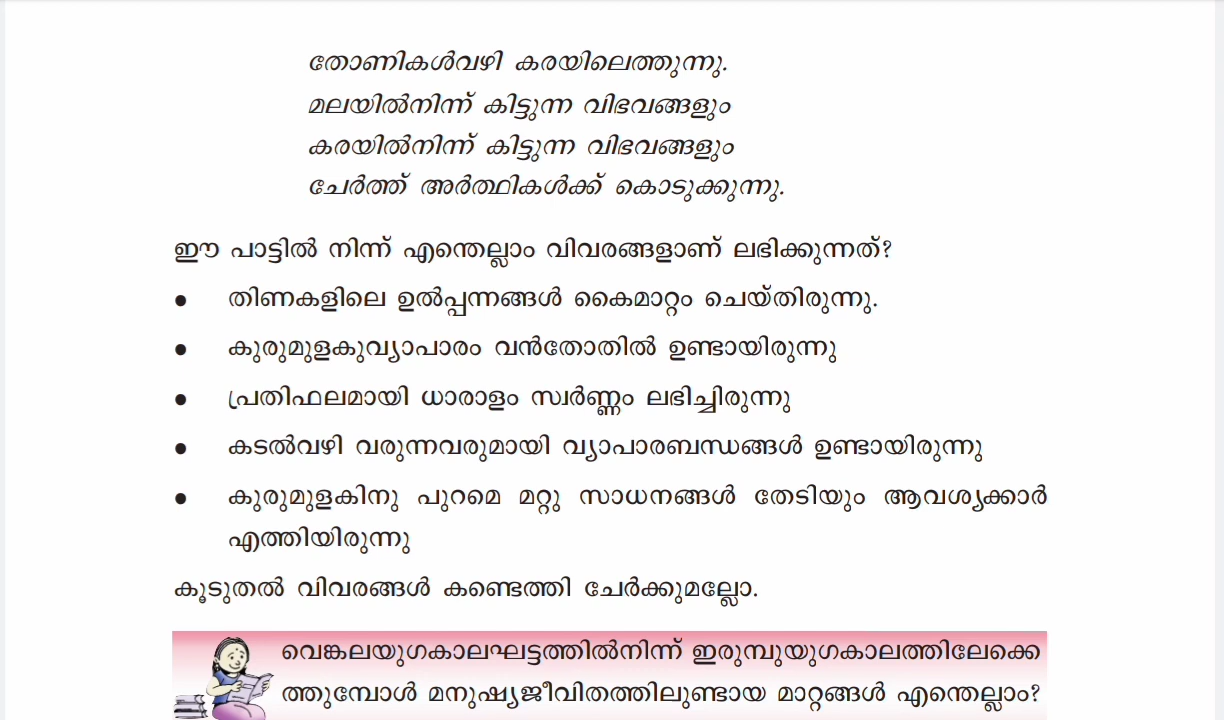 തോണികൾവഴി കരയിലെത്തുന്നു.
മലയിൽനിന്ന് കിട്ടുന്ന വിഭവങ്ങളും
കരയിൽനിന്ന് കിട്ടുന്ന വിഭവങ്ങളും
ചേർത്ത് അർത്ഥികൾക്ക് കൊടുക്കുന്നു.
ഈ പാട്ടിൽ നിന്ന് എന്തെല്ലാം വിവരങ്ങളാണ് ലഭിക്കുന്നത്?
● തിണകളിലെ ഉൽപ്പന്നങ്ങൾ കൈമാറ്റം ചെയ്തിരുന്നു.
● കുരുമുളകുവ്യാപാരം വൻതോതിൽ ഉണ്ടായിരുന്നു
● പ്രതിഫലമായി ധാരാളം സ്വർണ്ണം ലഭിച്ചിരുന്നു
● കടൽവഴി വരുന്നവരുമായി വ്യാപാരബന്ധങ്ങൾ ഉണ്ടായിരുന്നു
● കുരുമുളകിനു പുറമെ മറ്റു സാധനങ്ങൾ തേടിയും ആവശ്യക്കാർ
എത്തിയിരുന്നു
കൂടുതൽ വിവരങ്ങൾ കണ്ടെത്തി ചേർക്കുമല്ലോ.
വെങ്കലയുഗകാലഘട്ടത്തിൽനിന്ന് ഇരുമ്പുയുഗകാലത്തിലേക്കെ
ത്തുമ്പോൾ മനുഷ്യജീവിതത്തിലുണ്ടായ മാറ്റങ്ങൾ എന്തെല്ലാം?